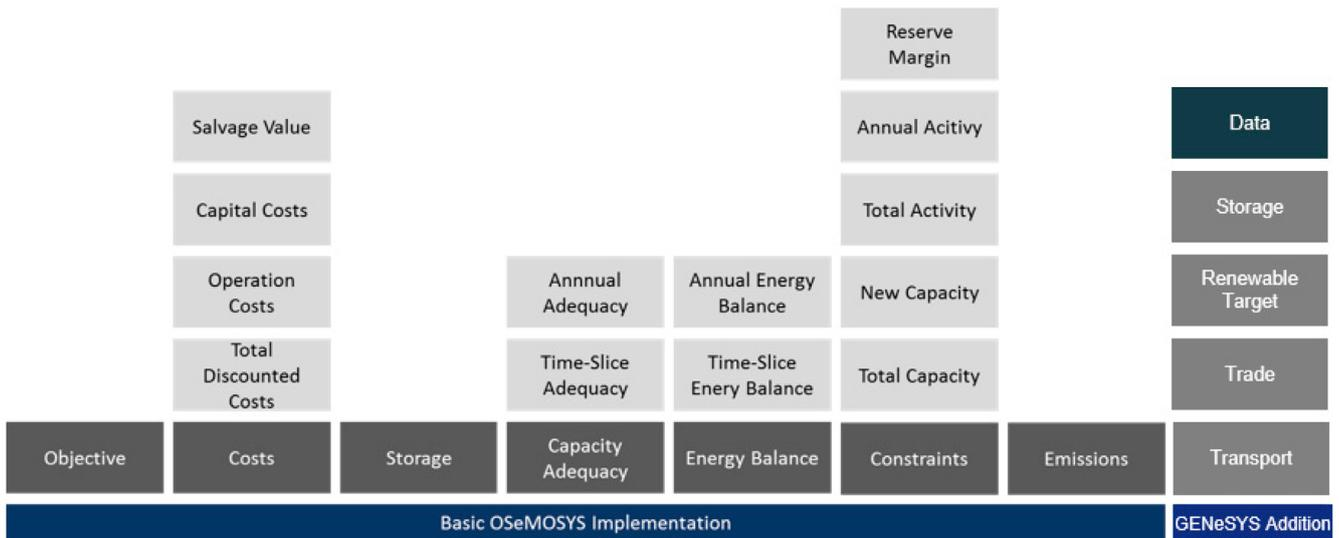 Reserve
Margin
Salvage Value
Annual Acitivy
Data
Capital Costs
Total Activity
Storage
Operation
Costs
Annnual
Adequacy
Annual Energy
Balance
New Capacity
Renewable
Target
Total
Discounted
Costs
Time-Slice
Adequacy
Time-Slice
Enery Balance
Total Capacity
Trade
Objective
Costs
Storage
Capacity
Adequacy
Energy Balance
Constraints
Emissions
Transport
Basic OSeMOSYS Implementation
GENeSYS Addition